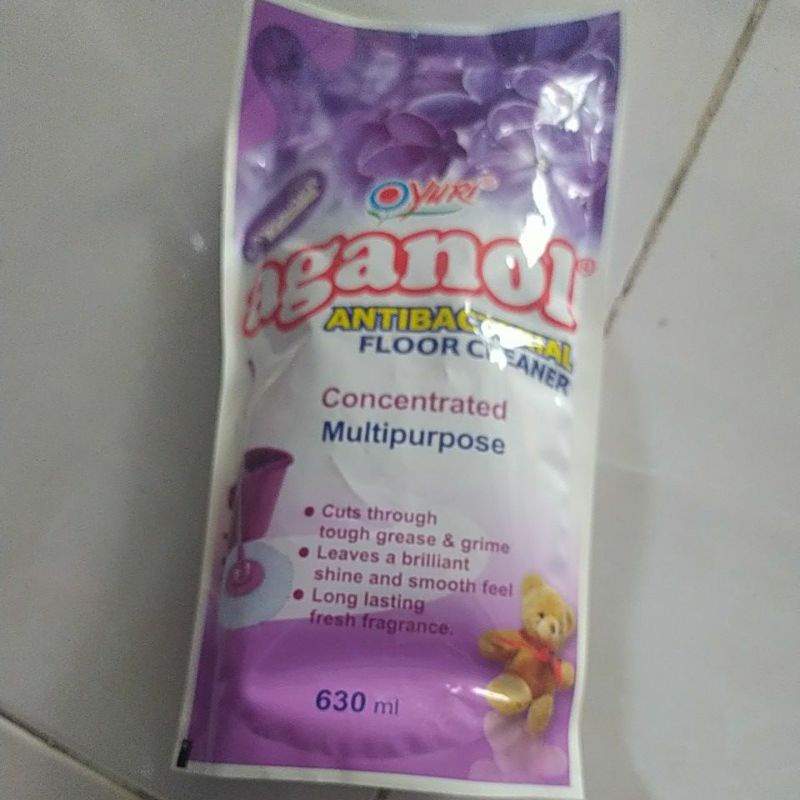 YURI
aganol®
ANTIBACTERIAL
FLOOR CLEANER
Concentrated
Multipurpose
• Cuts through
tough grease & grime
• Leaves a brilliant
shine and smooth feel
• Long lasting
fresh fragrance.
630 ml